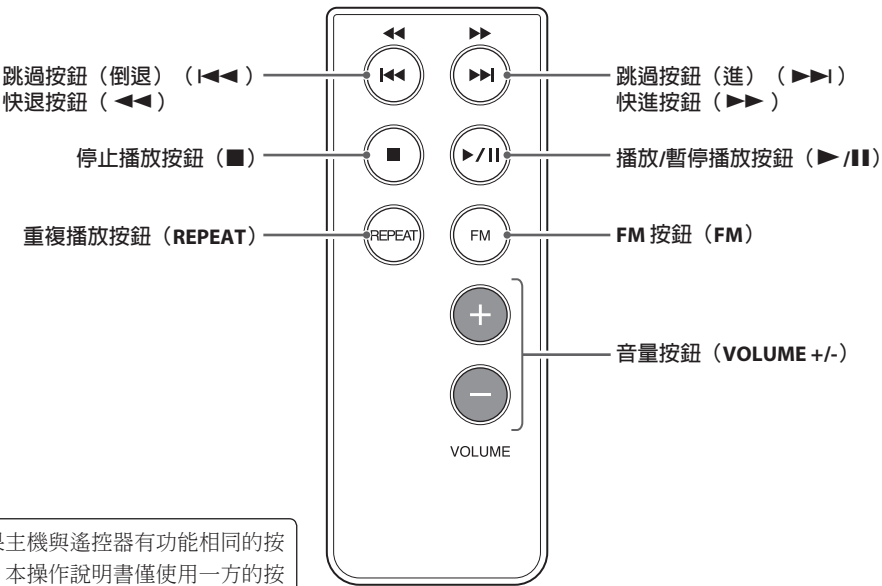 ◀◀ ▶▶
跳過按鈕（倒退）（I◀◀）
快退按鈕（◀◀）
跳過按鈕（進）（▶▶I）
快進按鈕（▶▶）
停止播放按鈕（■）
▶/II
播放/暫停播放按鈕（▶/II）
重複播放按鈕（REPEAT）
REPEAT
FM
FM 按鈕（FM）
+
音量按鈕（VOLUME +/-）
−
VOLUME
主機與遙控器有功能相同的按
本操作說明書僅使用一方的按